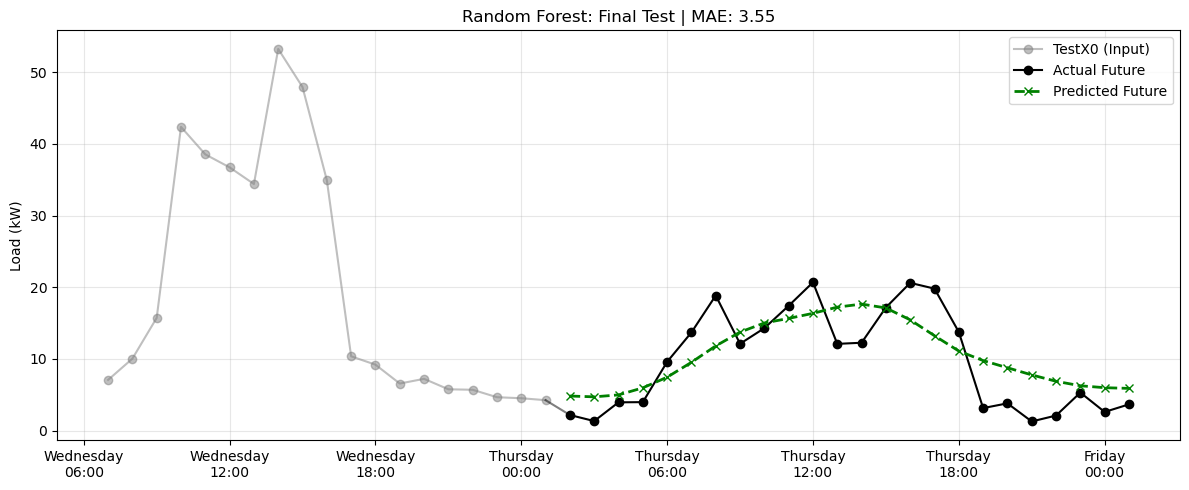 Random Forest: Final Test | MAE: 3.55
TestX0 (Input)
Actual Future
Predicted Future
Load (kW)
50
40
30
20
10
0
Wednesday
06:00
Wednesday
12:00
Wednesday
18:00
Thursday
00:00
Thursday
06:00
Thursday
12:00
Thursday
18:00
Friday
00:00